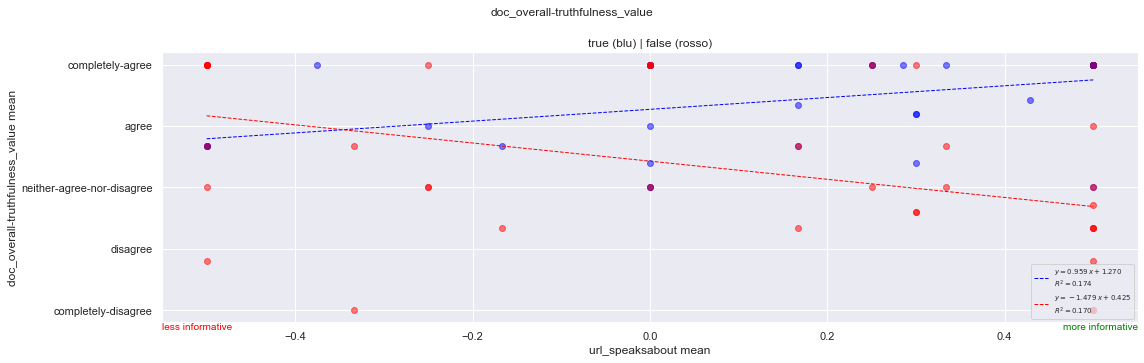 doc_overall-truthfulness_value
true (blu) | false (rosso)
doc_overall-truthfulness_value mean
completely-agree
agree
neither-agree-nor-disagree
disagree
completely-disagree
y = 0.959 x + 1.270
R² = 0.174
y = −1.479 x + 0.425
R² = 0.170
less informative
more informative
−0.4
−0.2
0.0
0.2
0.4
url_speaksabout mean